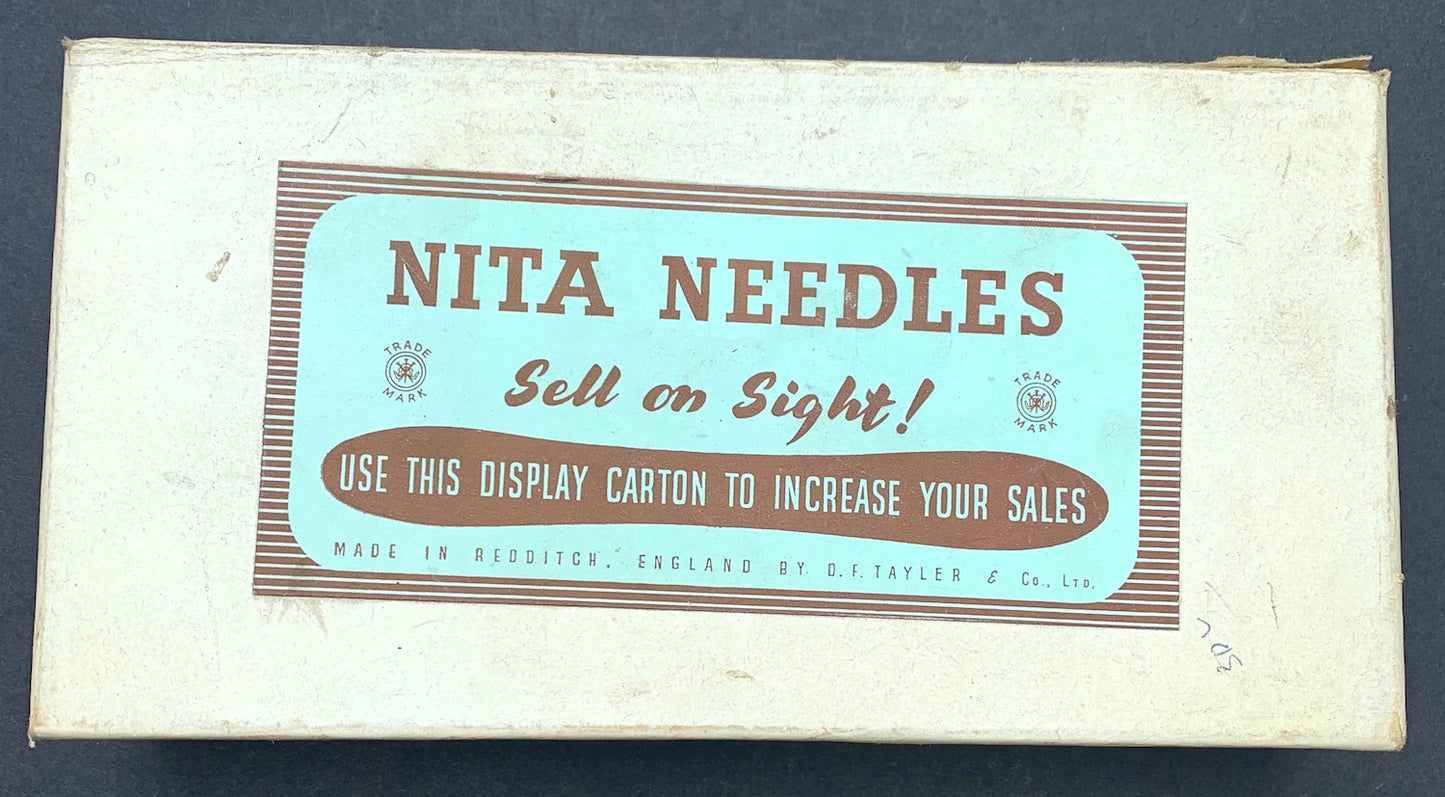 NITA NEEDLES
TRADE MARK
Sell on Sight!
TRADE MARK
USE THIS DISPLAY CARTON TO INCREASE YOUR SALES
MADE IN REDDITCH, ENGLAND BY D.F. TAYLER & Co., LTD.